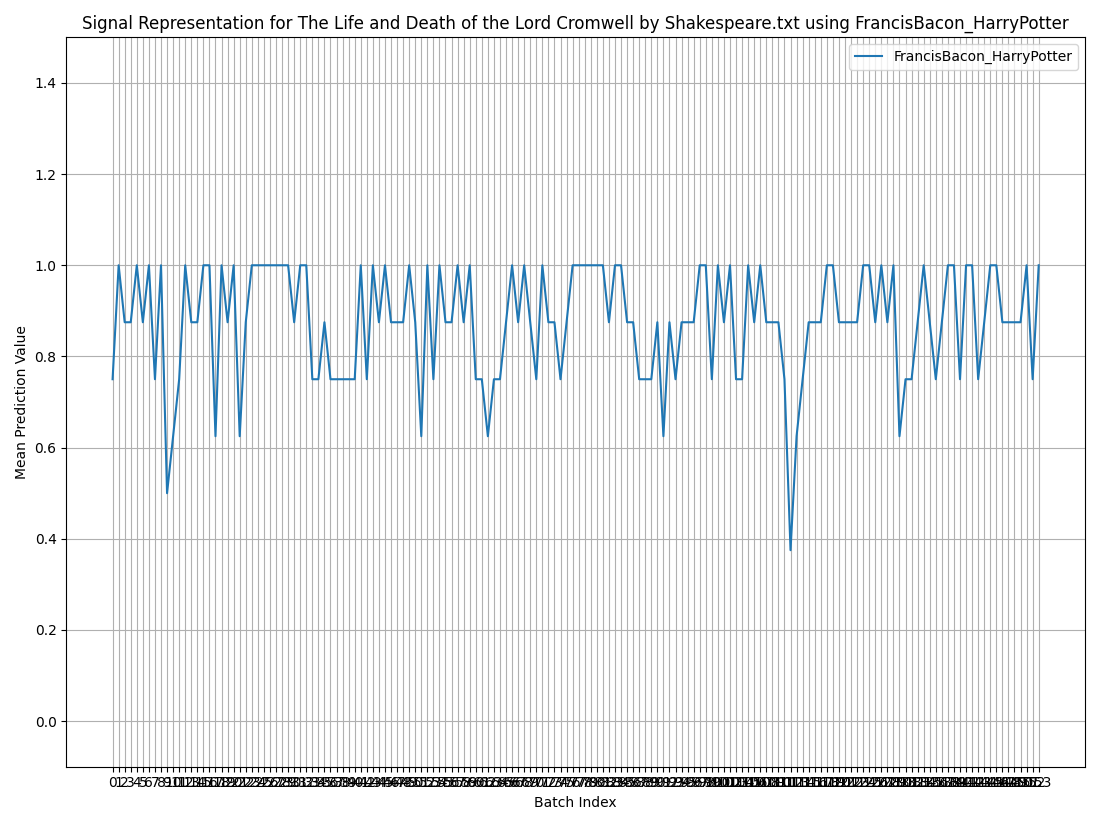 Signal Representation for The Life and Death of the Lord Cromwell by Shakespeare.txt using FrancisBacon_HarryPotter
FrancisBacon_HarryPotter
1.4
1.2
1.0
0.8
0.6
0.4
0.2
0.0
Mean Prediction Value
Batch Index